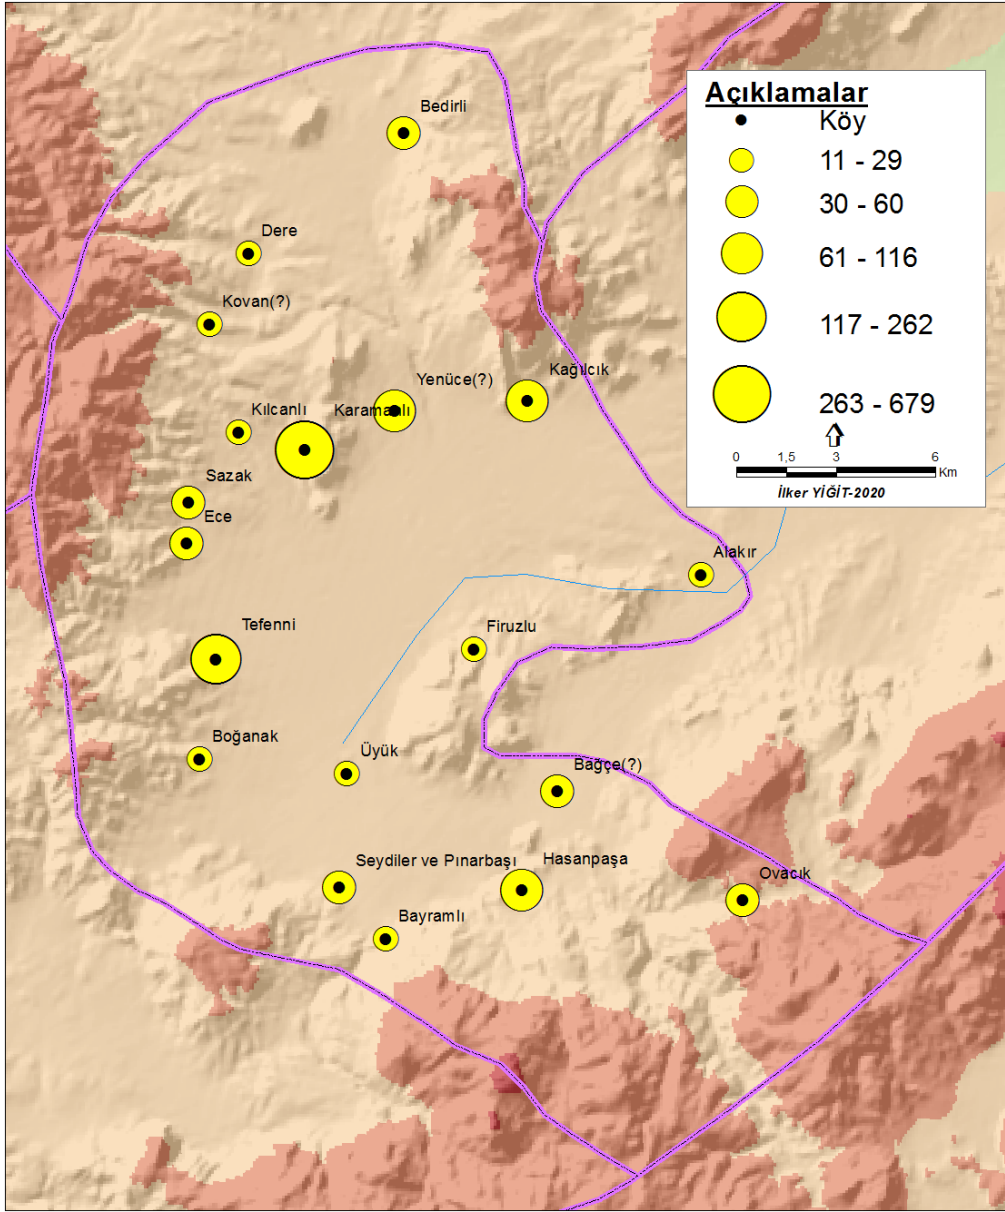 Açıklamalar
Köy
11 - 29
30 - 60
61 - 116
117 - 262
263 - 679
0 1,5 3 6
Km
İlker YİĞİT-2020
Bedirli
Dere
Kovan(?)
Yenüce(?)
Kağılcık
Kılcanlı
Karamanlı
Sazak
Ece
Alakır
Tefenni
Firuzlu
Boğanak
Üyük
Bağçe(?)
Seydiler ve Pınarbaşı
Hasanpaşa
Ovacık
Bayramlı